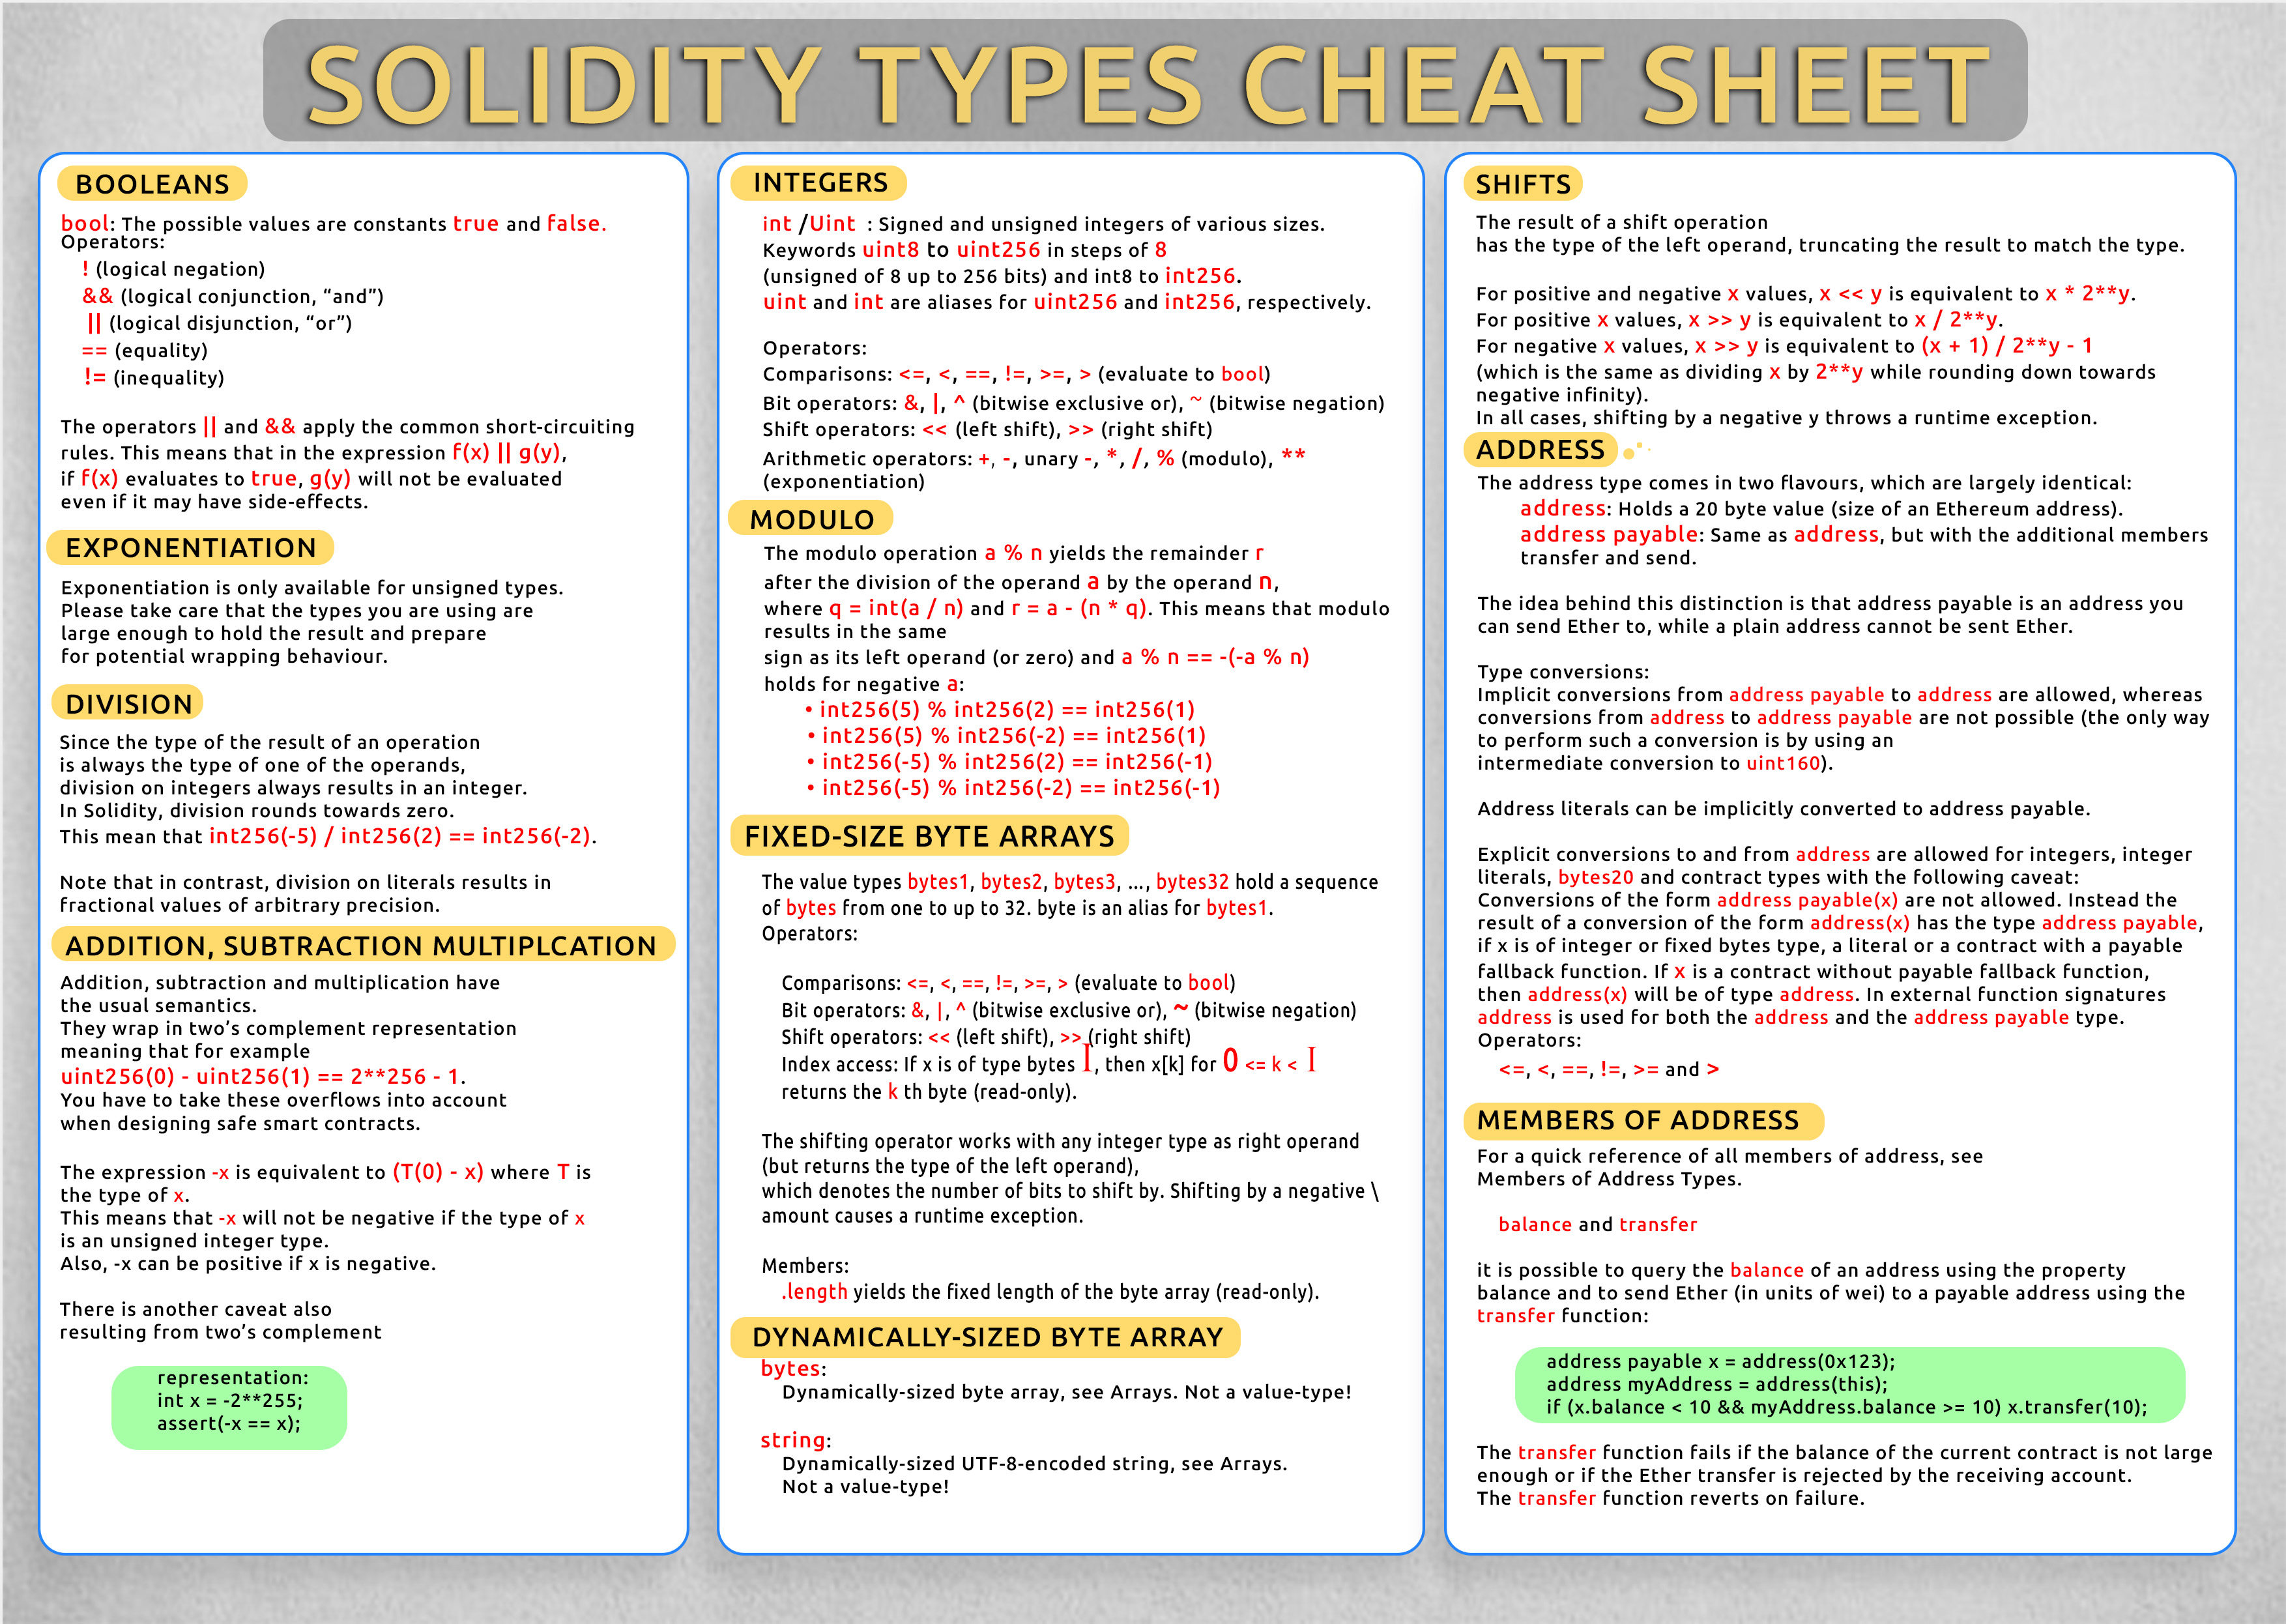 SOLIDITY TYPES CHEAT SHEET
BOOLEANS
bool: The possible values are constants true and false.
Operators:
! (logical negation)
&& (logical conjunction, “and”)
|| (logical disjunction, “or”)
== (equality)
!= (inequality)
The operators || and && apply the common short-circuiting
rules. This means that in the expression f(x) || g(y),
if f(x) evaluates to true, g(y) will not be evaluated
even if it may have side-effects.
EXPONENTIATION
Exponentiation is only available for unsigned types.
Please take care that the types you are using are
large enough to hold the result and prepare
for potential wrapping behaviour.
DIVISION
Since the type of the result of an operation
is always the type of one of the operands,
division on integers always results in an integer.
In Solidity, division rounds towards zero.
This mean that int256(-5) / int256(2) == int256(-2).
Note that in contrast, division on literals results in
fractional values of arbitrary precision.
ADDITION, SUBTRACTION MULTIPLCATION
Addition, subtraction and multiplication have
the usual semantics.
They wrap in two’s complement representation
meaning that for example
uint256(0) - uint256(1) == 2**256 - 1.
You have to take these overflows into account
when designing safe smart contracts.
The expression -x is equivalent to (T(0) - x) where T is
the type of x.
This means that -x will not be negative if the type of x
is an unsigned integer type.
Also, -x can be positive if x is negative.
There is another caveat also
resulting from two’s complement
representation:
int x = -2**255;
assert(-x == x);
INTEGERS
int /Uint : Signed and unsigned integers of various sizes.
Keywords uint8 to uint256 in steps of 8
(unsigned of 8 up to 256 bits) and int8 to int256.
uint and int are aliases for uint256 and int256, respectively.
Operators:
Comparisons: <=, <, ==, !=, >=, > (evaluate to bool)
Bit operators: &, |, ^ (bitwise exclusive or), ~ (bitwise negation)
Shift operators: << (left shift), >> (right shift)
Arithmetic operators: +, -, unary -, *, /, % (modulo), **
(exponentiation)
MODULO
The modulo operation a % n yields the remainder r
after the division of the operand a by the operand n,
where q = int(a / n) and r = a - (n * q). This means that modulo
results in the same
sign as its left operand (or zero) and a % n == -(-a % n)
holds for negative a:
• int256(5) % int256(2) == int256(1)
• int256(5) % int256(-2) == int256(1)
• int256(-5) % int256(2) == int256(-1)
• int256(-5) % int256(-2) == int256(-1)
FIXED-SIZE BYTE ARRAYS
The value types bytes1, bytes2, bytes3, ..., bytes32 hold a sequence
of bytes from one to up to 32. byte is an alias for bytes1.
Operators:
Comparisons: <=, <, ==, !=, >=, > (evaluate to bool)
Bit operators: &, |, ^ (bitwise exclusive or), ~ (bitwise negation)
Shift operators: << (left shift), >> (right shift)
Index access: If x is of type bytes I, then x[k] for 0 <= k < I
returns the k th byte (read-only).
The shifting operator works with any integer type as right operand
(but returns the type of the left operand),
which denotes the number of bits to shift by. Shifting by a negative \
amount causes a runtime exception.
Members:
.length yields the fixed length of the byte array (read-only).
DYNAMICALLY-SIZED BYTE ARRAY
bytes:
Dynamically-sized byte array, see Arrays. Not a value-type!
string:
Dynamically-sized UTF-8-encoded string, see Arrays.
Not a value-type!
SHIFTS
The result of a shift operation
has the type of the left operand, truncating the result to match the type.
For positive and negative x values, x << y is equivalent to x * 2**y.
For positive x values, x >> y is equivalent to x / 2**y.
For negative x values, x >> y is equivalent to (x + 1) / 2**y - 1
(which is the same as dividing x by 2**y while rounding down towards
negative infinity).
In all cases, shifting by a negative y throws a runtime exception.
ADDRESS
The address type comes in two flavours, which are largely identical:
address: Holds a 20 byte value (size of an Ethereum address).
address payable: Same as address, but with the additional members
transfer and send.
The idea behind this distinction is that address payable is an address you
can send Ether to, while a plain address cannot be sent Ether.
Type conversions:
Implicit conversions from address payable to address are allowed, whereas
conversions from address to address payable are not possible (the only way
to perform such a conversion is by using an
intermediate conversion to uint160).
Address literals can be implicitly converted to address payable.
Explicit conversions to and from address are allowed for integers, integer
literals, bytes20 and contract types with the following caveat:
Conversions of the form address payable(x) are not allowed. Instead the
result of a conversion of the form address(x) has the type address payable,
if x is of integer or fixed bytes type, a literal or a contract with a payable
fallback function. If x is a contract without payable fallback function,
then address(x) will be of type address. In external function signatures
address is used for both the address and the address payable type.
Operators:
<=, <, ==, !=, >= and >
MEMBERS OF ADDRESS
For a quick reference of all members of address, see
Members of Address Types.
balance and transfer
it is possible to query the balance of an address using the property
balance and to send Ether (in units of wei) to a payable address using the
transfer function:
address payable x = address(0x123);
address myAddress = address(this);
if (x.balance < 10 && myAddress.balance >= 10) x.transfer(10);
The transfer function fails if the balance of the current contract is not large
enough or if the Ether transfer is rejected by the receiving account.
The transfer function reverts on failure.